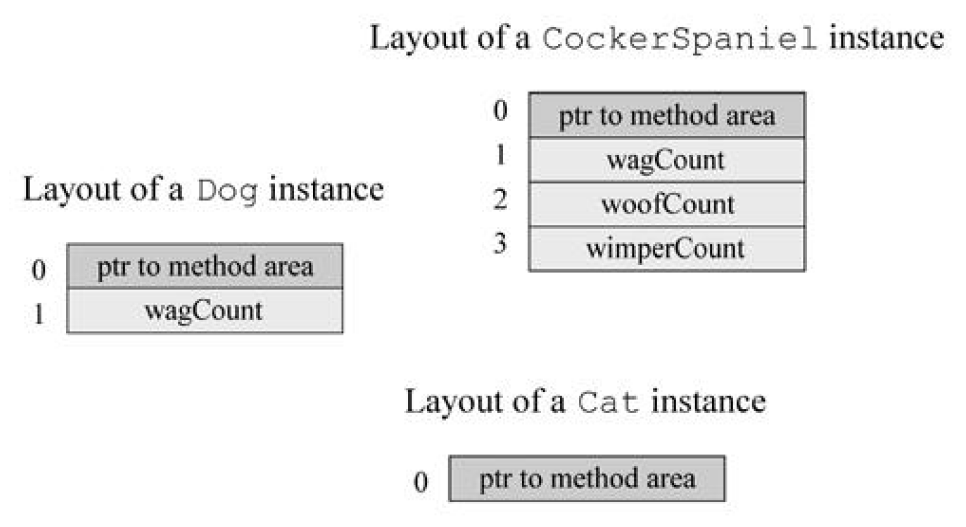 Layout of a CockerSpaniel instance
0 ptr to method area
1 wagCount
2 woofCount
3 wimperCount
Layout of a Dog instance
0 ptr to method area
1 wagCount
Layout of a Cat instance
0 ptr to method area